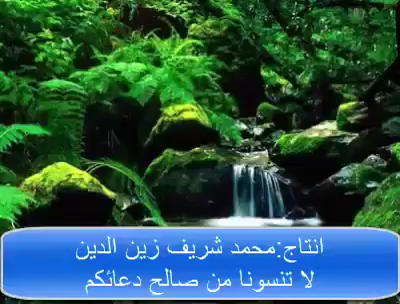 انتاج:محمد شريف زين الدين
لا تنسونا من صالح دعائكم